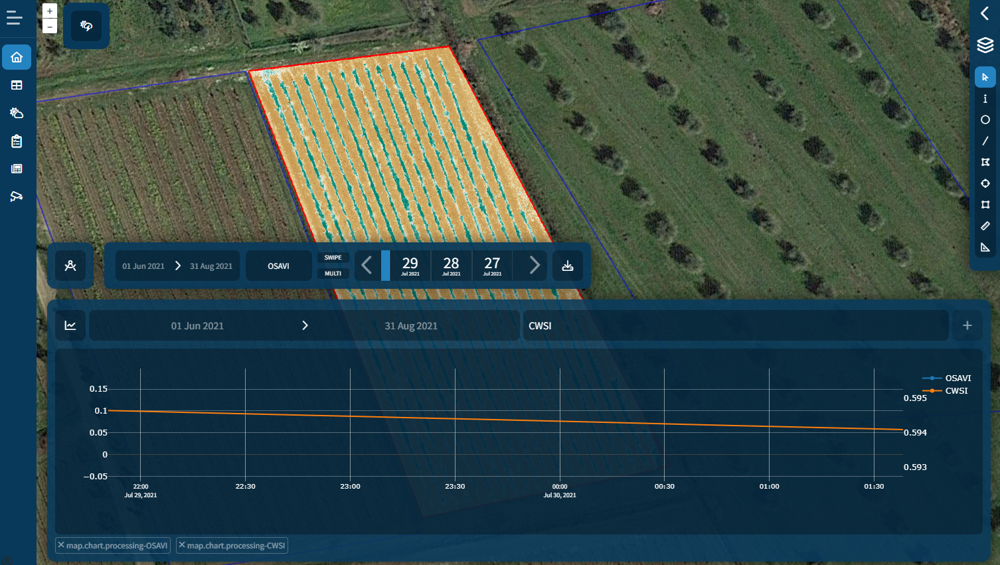 +
−
01 Jun 2021
31 Aug 2021
OSAVI
SWIPE
MULTI
29
Jul 2021
28
Jul 2021
27
Jul 2021
01 Jun 2021
31 Aug 2021
CWSI
+
OSAVI
CWSI
0.15
0.1
0.05
0
−0.05
0.595
0.594
0.593
22:00
Jul 29, 2021
22:30
23:00
23:30
00:00
Jul 30, 2021
00:30
01:00
01:30
× map.chart.processing-OSAVI
× map.chart.processing-CWSI